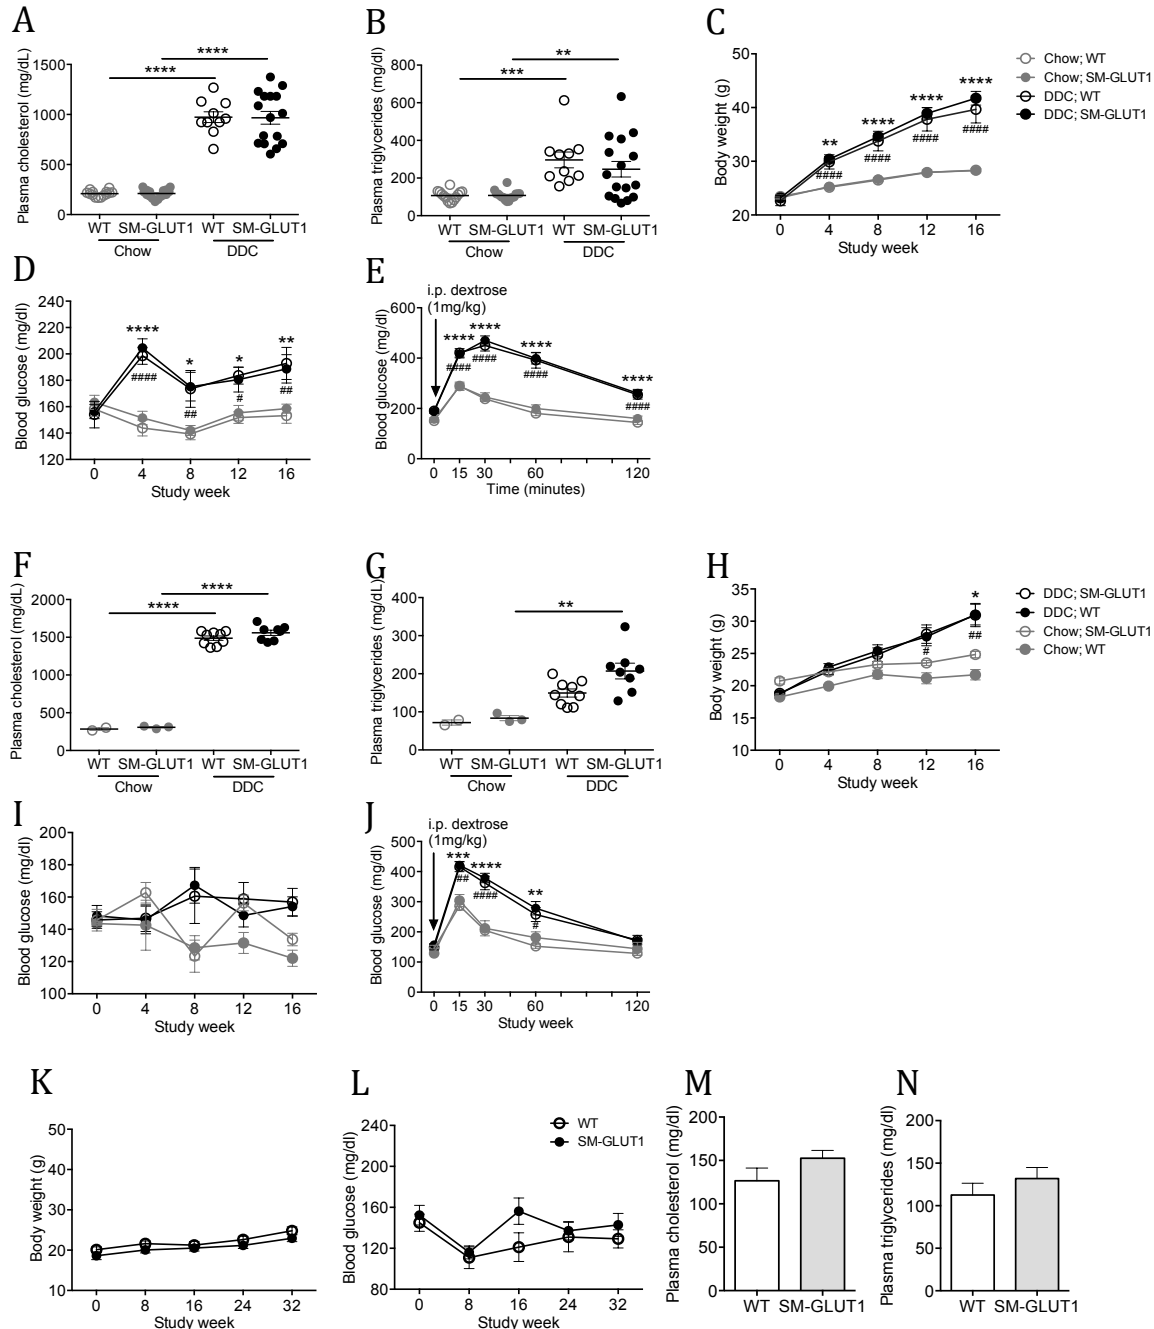 A
Plasma cholesterol (mg/dL)
1500
1000
500
0
****
****
WT SM-GLUT1 WT SM-GLUT1
Chow DDC
B
Plasma triglycerides (mg/dl)
800
600
400
200
0
***
**
WT SM-GLUT1 WT SM-GLUT1
Chow DDC
C
Body weight (g)
50
40
30
20
** **** **** ****
#### #### #### ####
0 4 8 12 16
Study week
Chow; WT
Chow; SM-GLUT1
DDC; WT
DDC; SM-GLUT1
D
Blood glucose (mg/dl)
240
220
200
180
160
140
120
**** * * **
#### ## # ##
0 4 8 12 16
Study week
E
i.p. dextrose
(1mg/kg)
Blood glucose (mg/dl)
600
400
200
0
**** **** **** ****
#### #### #### ####
0 15 30 60 120
Time (minutes)
F
Plasma cholesterol (mg/dL)
2000
1500
1000
500
0
****
****
WT SM-GLUT1 WT SM-GLUT1
Chow DDC
G
Plasma triglycerides (mg/dL)
400
300
200
100
0
**
WT SM-GLUT1 WT SM-GLUT1
Chow DDC
H
Body weight (g)
35
30
25
20
15
10
*
# ##
0 4 8 12 16
Study week
DDC; SM-GLUT1
DDC; WT
Chow; SM-GLUT1
Chow; WT
I
Blood glucose (mg/dl)
200
180
160
140
120
100
0 4 8 12 16
Study week
J
i.p. dextrose
(1mg/kg)
Blood glucose (mg/dl)
500
400
300
200
100
0
*** **** **
## #### #
0 15 30 60 120
Study week
K
Body weight (g)
50
40
30
20
10
0 8 16 24 32
Study week
L
Blood glucose (mg/dl)
240
200
160
120
80
0 8 16 24 32
Study week
WT
SM-GLUT1
M
Plasma cholesterol (mg/dl)
200
150
100
50
0
WT SM-GLUT1
N
Plasma triglycerides (mg/dl)
200
150
100
50
0
WT SM-GLUT1